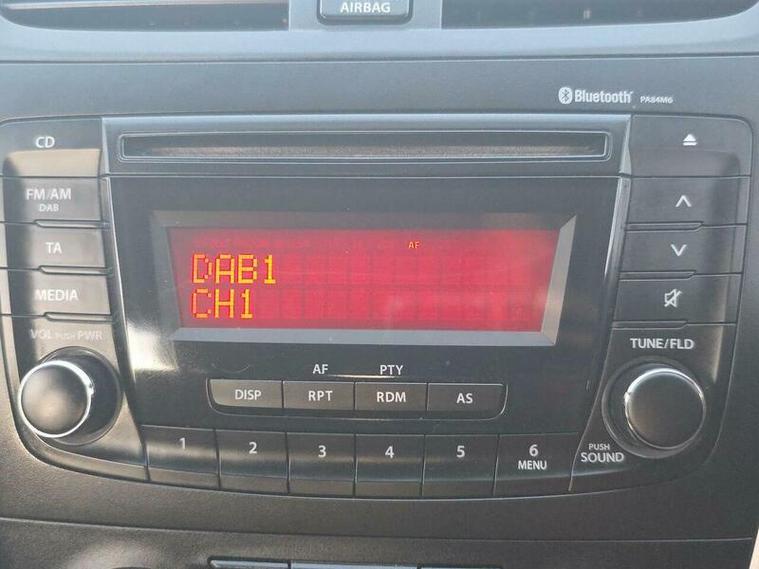 AIRBAG
Bluetooth PA84M6
CD
FM/AM
DAB
TA
MEDIA
VOL PUSH PWR
AF
DAB1
CH1
TUNE/FLD
AF PTY
DISP RPT RDM AS
1 2 3 4 5 6
MENU
PUSH
SOUND